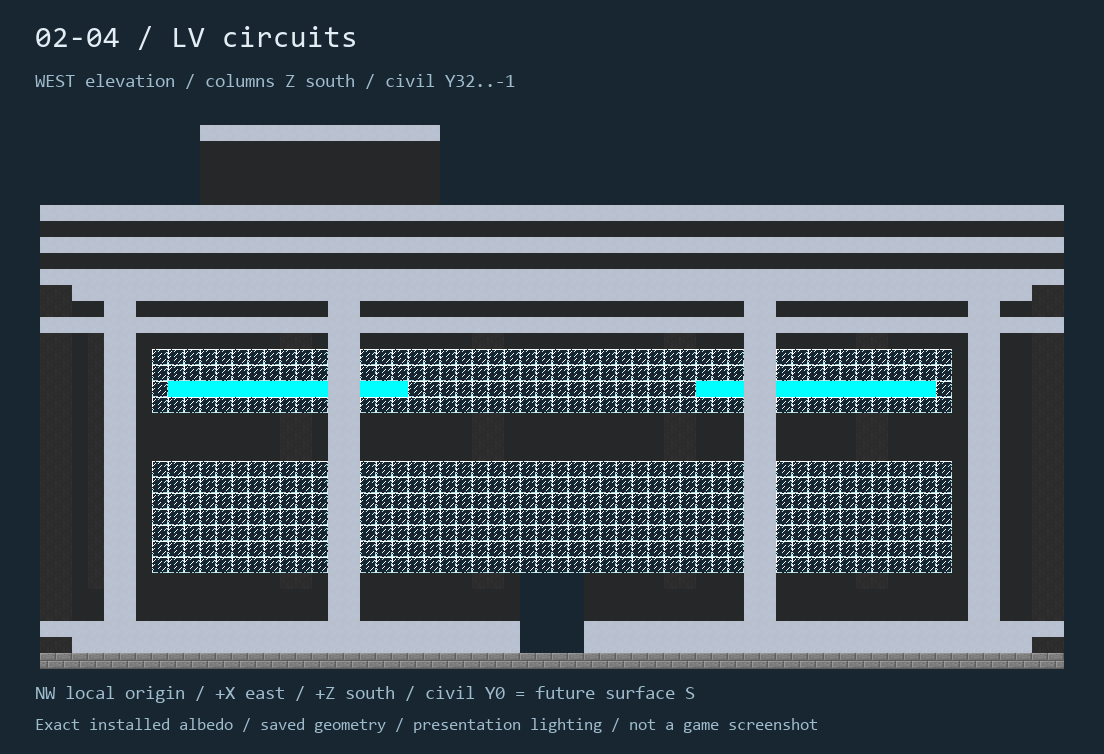 02-04 / LV circuits
WEST elevation / columns Z south / civil Y32..-1
NW local origin / +X east / +Z south / civil Y0 = future surface S
Exact installed albedo / saved geometry / presentation lighting / not a game screenshot